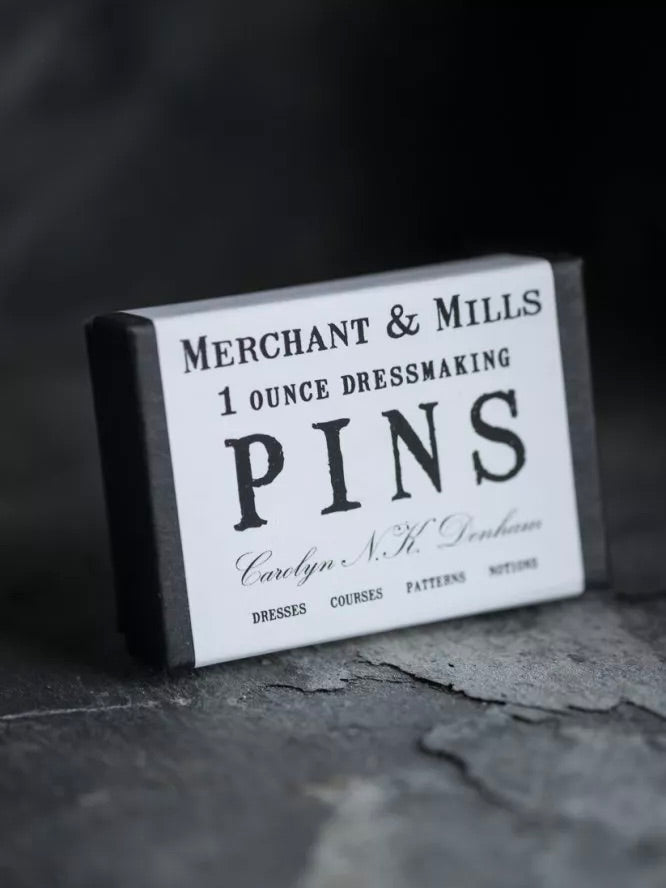 MERCHANT & MILLS
1 OUNCE DRESSMAKING
PINS
Carolyn N.K. Denham
DRESSES COURSES PATTERNS NOTIONS